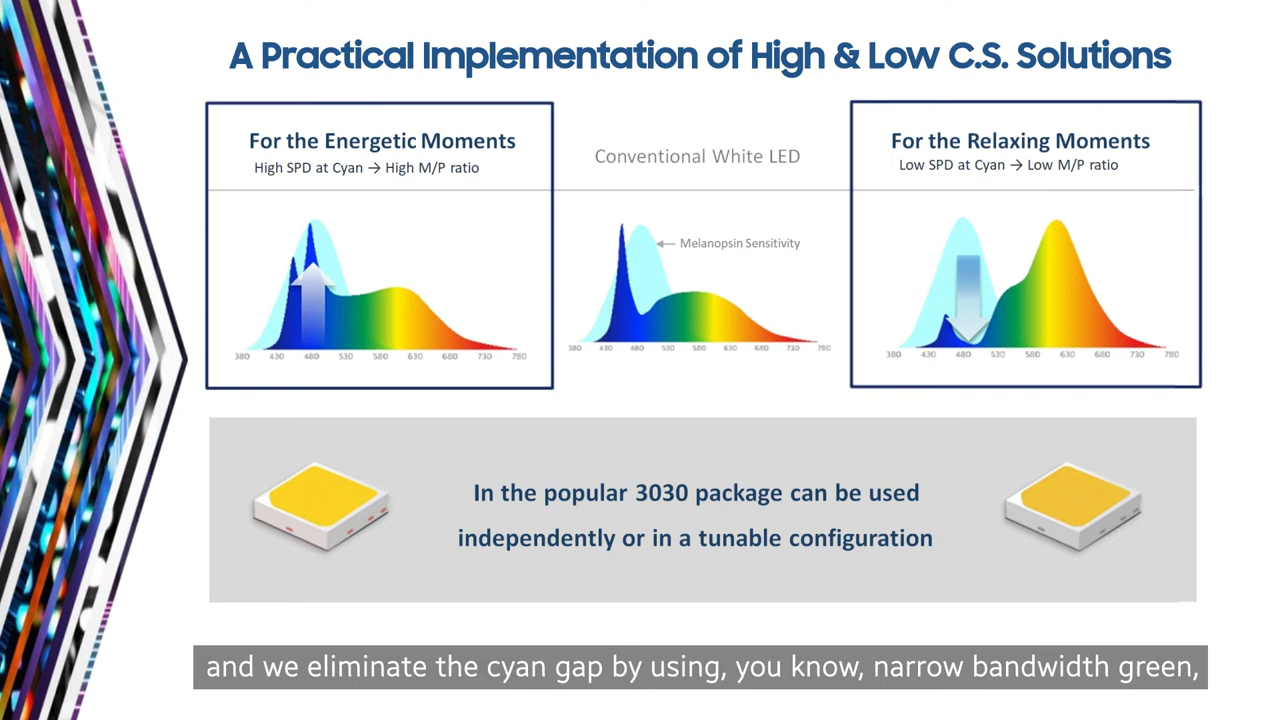 A Practical Implementation of High & Low C.S. Solutions
For the Energetic Moments
High SPD at Cyan → High M/P ratio
Conventional White LED
For the Relaxing Moments
Low SPD at Cyan → Low M/P ratio
Melanopsin Sensitivity
380 430 480 530 580 630 680 730 780
380 430 480 530 580 630 680 730 780
380 430 480 530 580 630 680 730 780
In the popular 3030 package can be used
independently or in a tunable configuration
and we eliminate the cyan gap by using, you know, narrow bandwidth green,